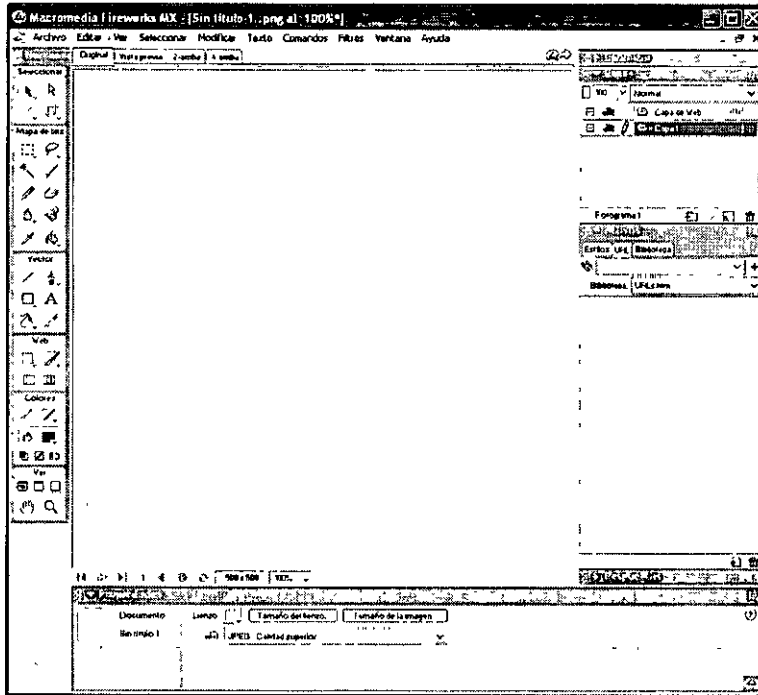 Macromedia Fireworks MX - [Sin título-1.png al 100%*]
Archivo Editar Ver Seleccionar Modificar Texto Comandos Filtros Ventana Ayuda
Original Vista previa 2 arriba 4 arriba
Seleccionar
Mapa de bits
Vector
Web
Colores
Ver
100 Normal
Capa de Web
Capa 1
Fotograma 1
Estilos URL Biblioteca
Biblioteca URLs.htm
1
500 x 500 100%
Documento
Sin título-1
Lienzo Tamaño del lienzo. Tamaño de la imagen
JPEG - Calidad superior